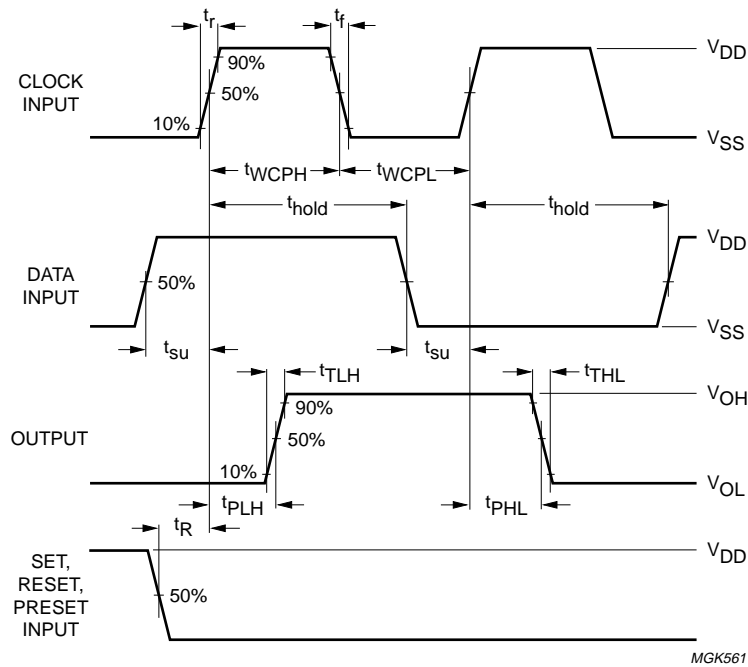 tr
tf
VDD
90%
CLOCK
INPUT
50%
10%
VSS
tWCPH
tWCPL
thold
thold
VDD
DATA
INPUT
50%
VSS
tsu
tsu
tTLH
tTHL
VOH
90%
OUTPUT
50%
10%
VOL
tPLH
tPHL
tR
VDD
SET,
RESET,
PRESET
INPUT
50%
MGK561